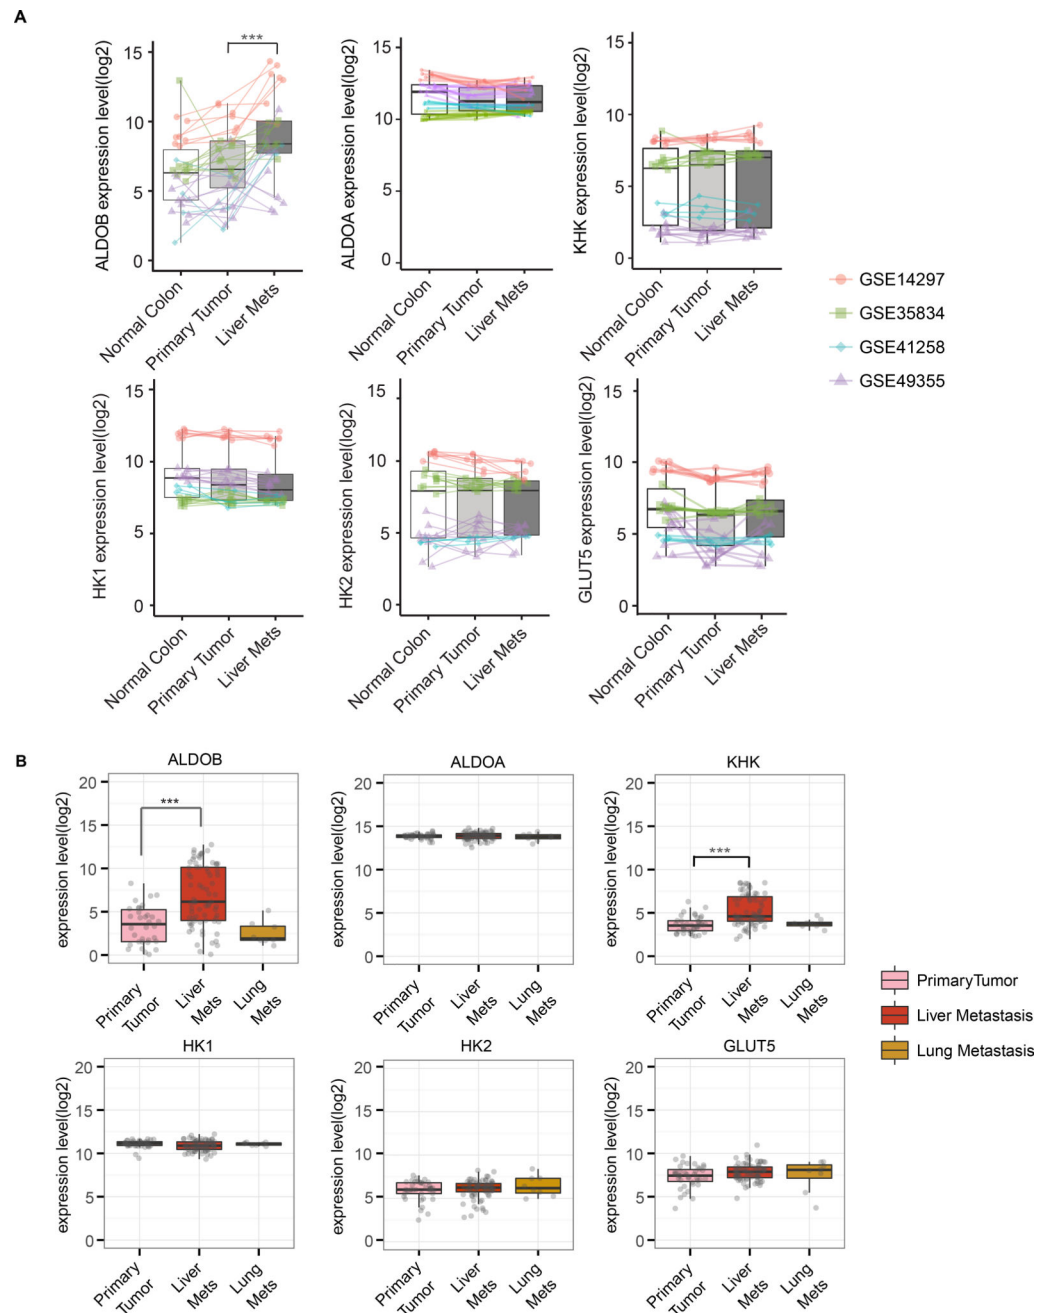 A
ALDOB expression level(log2)
15
10
5
0
***
Normal Colon
Primary Tumor
Liver Mets
ALDOA expression level(log2)
15
10
5
0
Normal Colon
Primary Tumor
Liver Mets
KHK expression level(log2)
15
10
5
0
Normal Colon
Primary Tumor
Liver Mets
GSE14297
GSE35834
GSE41258
GSE49355
HK1 expression level(log2)
15
10
5
0
Normal Colon
Primary Tumor
Liver Mets
HK2 expression level(log2)
15
10
5
0
Normal Colon
Primary Tumor
Liver Mets
GLUT5 expression level(log2)
15
10
5
0
Normal Colon
Primary Tumor
Liver Mets
B
ALDOB
expression level(log2)
20
15
10
5
0
***
Primary
Tumor
Liver
Mets
Lung
Mets
ALDOA
expression level(log2)
20
15
10
5
0
Primary
Tumor
Liver
Mets
Lung
Mets
KHK
expression level(log2)
20
15
10
5
0
***
Primary
Tumor
Liver
Mets
Lung
Mets
PrimaryTumor
Liver Metastasis
Lung Metastasis
HK1
expression level(log2)
20
15
10
5
0
Primary
Tumor
Liver
Mets
Lung
Mets
HK2
expression level(log2)
20
15
10
5
0
Primary
Tumor
Liver
Mets
Lung
Mets
GLUT5
expression level(log2)
20
15
10
5
0
Primary
Tumor
Liver
Mets
Lung
Mets